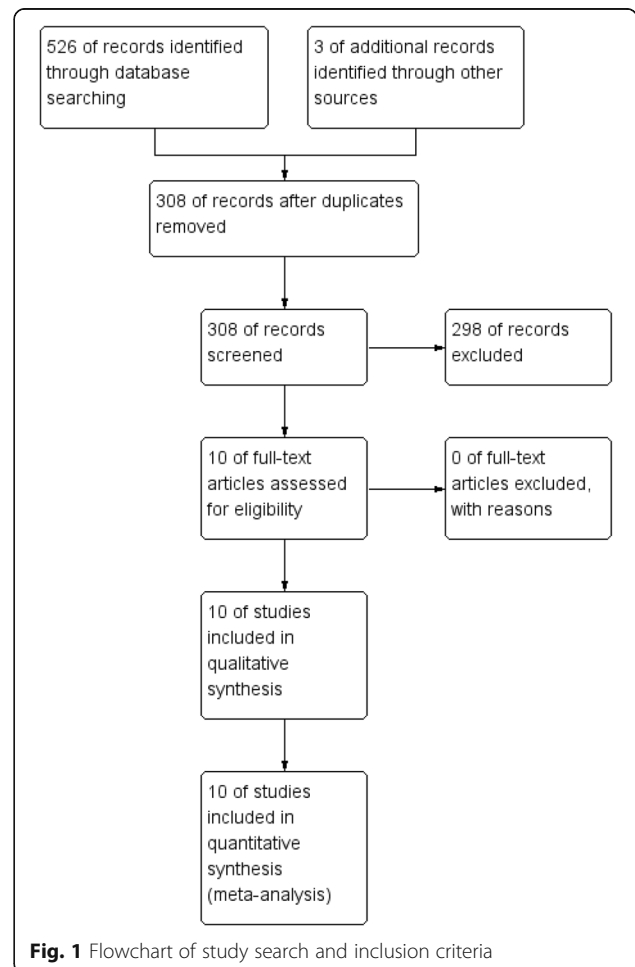 526 of records identified
through database
searching
3 of additional records
identified through other
sources
308 of records after duplicates
removed
308 of records
screened
298 of records
excluded
10 of full-text
articles assessed
for eligibility
0 of full-text
articles excluded,
with reasons
10 of studies
included in
qualitative
synthesis
10 of studies
included in
quantitative
synthesis
(meta-analysis)
Fig. 1 Flowchart of study search and inclusion criteria